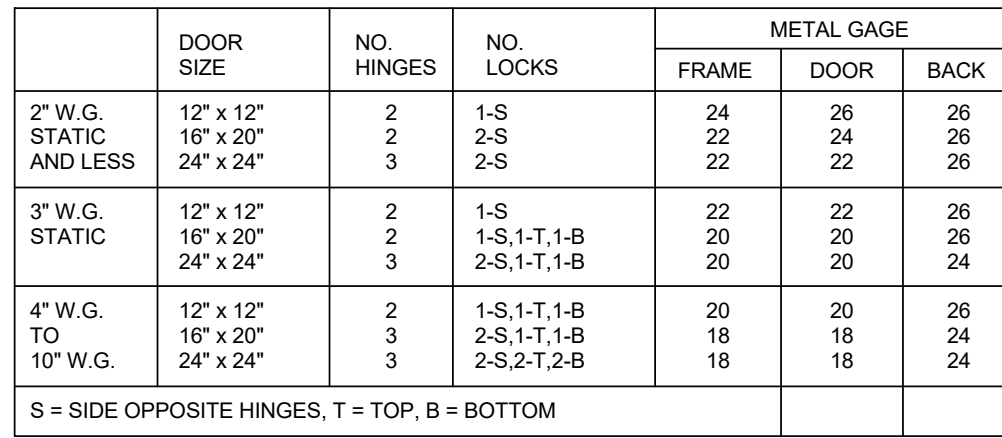 DOOR SIZE NO. HINGES NO. LOCKS METAL GAGE
FRAME DOOR BACK
2" W.G. 12" x 12" 2 1-S 24 26 26
STATIC 16" x 20" 2 2-S 22 24 26
AND LESS 24" x 24" 3 2-S 22 22 26
3" W.G. 12" x 12" 2 1-S 22 22 26
STATIC 16" x 20" 2 1-S,1-T,1-B 20 20 26
24" x 24" 3 2-S,1-T,1-B 20 20 24
4" W.G. 12" x 12" 2 1-S,1-T,1-B 20 20 26
TO 16" x 20" 3 2-S,1-T,1-B 18 18 24
10" W.G. 24" x 24" 3 2-S,2-T,2-B 18 18 24
S = SIDE OPPOSITE HINGES, T = TOP, B = BOTTOM